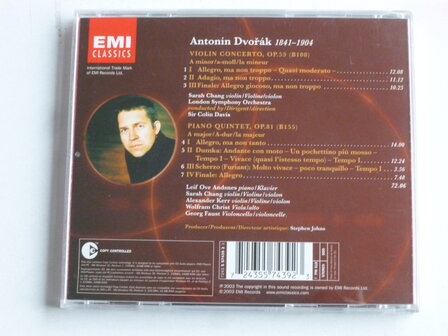 EMI
CLASSICS
International Trade Mark
of EMI Records Ltd.
Antonín Dvořák 1841–1904
VIOLIN CONCERTO, OP.53 (B108)
A minor/a-moll/la mineur
1 I Allegro, ma non troppo – Quasi moderato – 12.08
2 II Adagio, ma non troppo 11.12
3 III Finale: Allegro giocoso, ma non troppo 10.25
Sarah Chang violin/Violine/violon
London Symphony Orchestra
conducted by/Dirigent/direction
Sir Colin Davis
PIANO QUINTET, OP.81 (B155)
A major/A-dur/la majeur
4 I Allegro, ma non tanto 14.00
5 II Dumka: Andante con moto – Un pochettino più mosso –
Tempo I – Vivace (quasi l'istesso tempo) – Tempo I 12.24
6 III Scherzo (Furiant): Molto vivace – poco tranquillo – Tempo I 3.56
7 IV Finale: Allegro 7.48
72.06
Leif Ove Andsnes piano/Klavier
Sarah Chang violin/Violine/violon
Alexander Kerr violin/Violine/violon
Wolfram Christ Viola/alto
Georg Faust Violoncello/violoncelle
Producer/Produzent/Directeur artistique: Stephen Johns
COPY CONTROLLED
7 24355 74392
℗ 2003 The copyright in this sound recording is owned by EMI Records Ltd.
© 2003 EMI Records Ltd. www.emiclassics.com